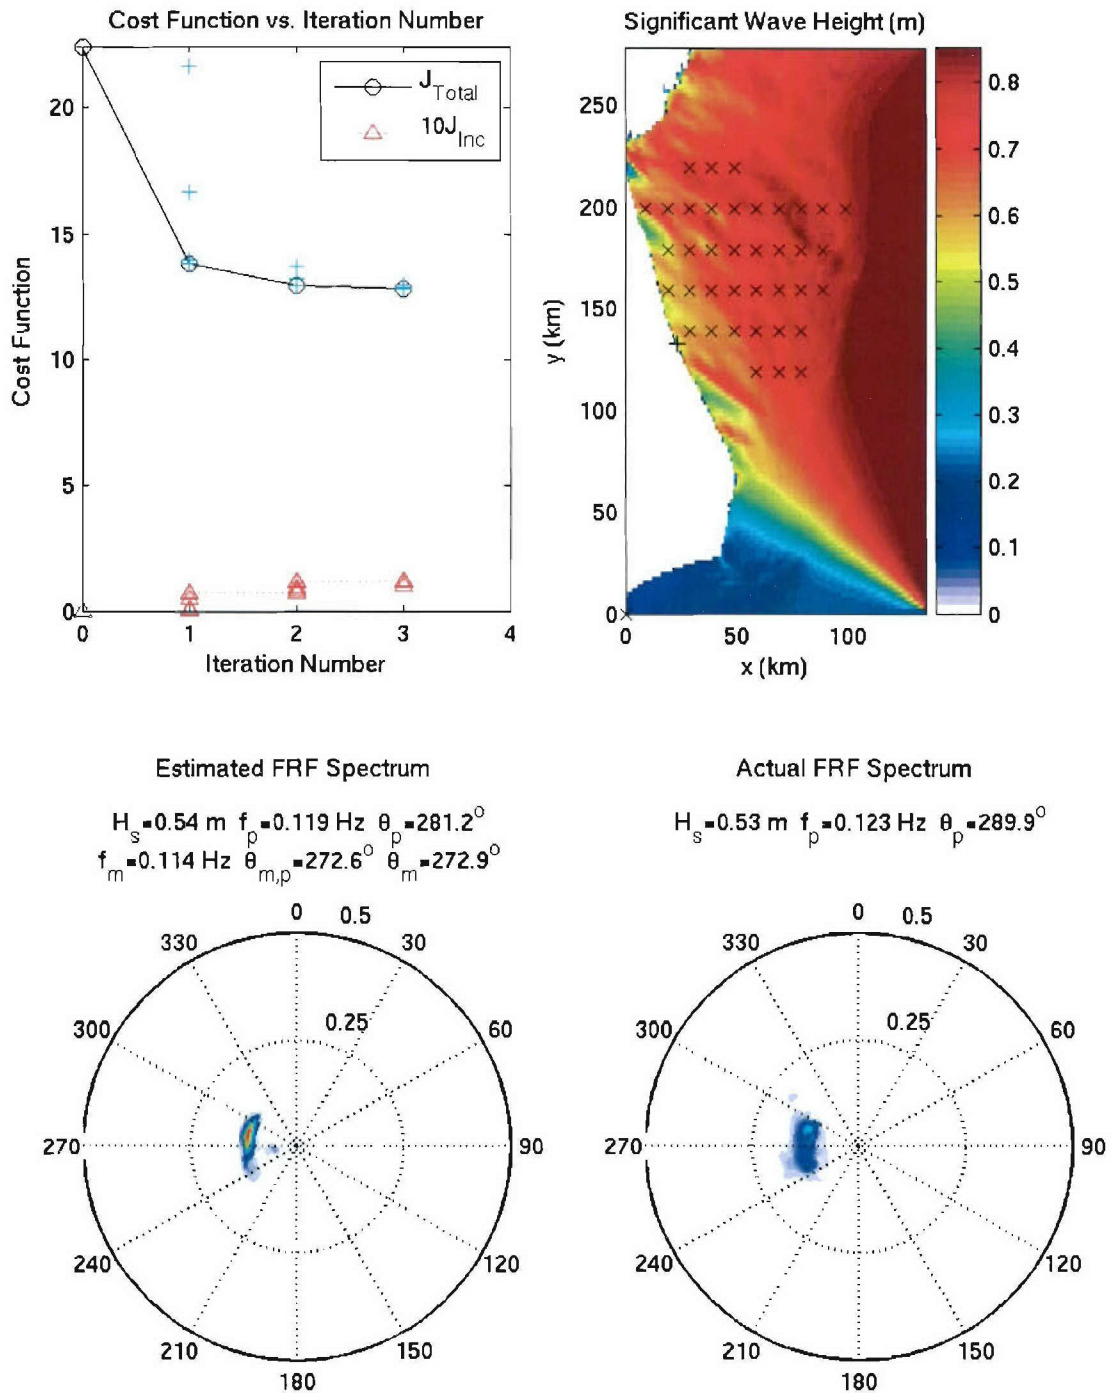 Cost Function vs. Iteration Number
20
15
10
5
0
0 1 2 3 4
Cost Function
Iteration Number
J_Total
10J_Inc
Significant Wave Height (m)
250
200
150
100
50
0
0 50 100
y (km)
x (km)
0.8
0.7
0.6
0.5
0.4
0.3
0.2
0.1
0
Estimated FRF Spectrum
H_s=0.54 m f_p=0.119 Hz θ_p=281.2°
f_m=0.114 Hz θ_m,p=272.6° θ_m=272.9°
0 0.5
330 30
300 0.25 60
270 90
240 120
210 150
180
Actual FRF Spectrum
H_s=0.53 m f_p=0.123 Hz θ_p=289.9°
0 0.5
330 30
300 0.25 60
270 90
240 120
210 150
180